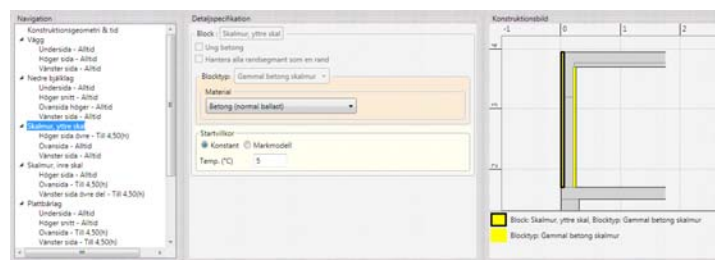 Navigation
Konstruktionsgeometri & tid
Vägg
Undersida - Alltid
Höger sida - Alltid
Vänster sida - Alltid
Nedre bjälklag
Undersida - Alltid
Höger snitt - Alltid
Ovansida höger - Alltid
Vänster sida - Alltid
Skalmur, yttre skal
Höger sida övre - Till 4,50(h)
Ovansida - Alltid
Vänster sida - Alltid
Skalmur, inre skal
Höger sida - Alltid
Ovansida - Till 4,50(h)
Vänster sida övre del - Till 4,50(h)
Plattbärlag
Undersida - Alltid
Höger snitt - Alltid
Ovansida - Till 4,50(h)
Vänster sida - Till 4,50(h)
Detaljspecifikation
Block: Skalmur, yttre skal
Ung betong
Hantera alla randsegment som en rand
Blocktyp: Gammal betong skalmur
Material
Betong (normal ballast)
Startvillkor
Konstant Markmodell
Temp. (°C) 5
Konstruktionsbild
-1 0 1 2
4
3
2
Block: Skalmur, yttre skal, Blocktyp: Gammal betong skalmur
Blocktyp: Gammal betong skalmur